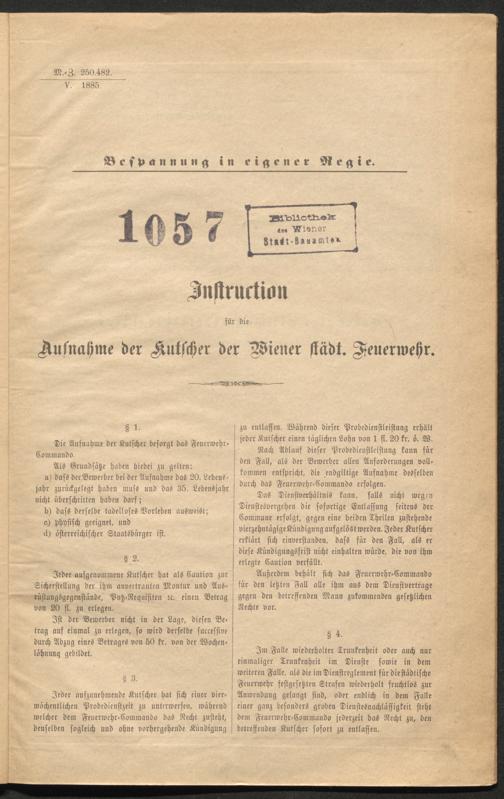 M.-Z. 250.482.
V. 1885
Bespannung in eigener Regie.
1057
Bibliothek
des Wiener
Stadt-Bauamtes
Instruction
für die
Aufnahme der Kutscher der Wiener städt. Feuerwehr.
§ 1.
Die Aufnahme der Kutscher besorgt das Feuerwehr-
Commando.
Als Grundsätze haben hiebei zu gelten:
a) dass der Bewerber bei der Aufnahme das 20. Lebens-
jahr zurückgelegt haben muss und das 35. Lebensjahr
nicht überschritten haben darf;
b) dass derselbe tadelloses Vorleben ausweist;
c) physisch geeignet, und
d) österreichischer Staatsbürger ist.
§ 2.
Jeder aufgenommene Kutscher hat als Caution zur
Sicherstellung der ihm anvertrauten Montur und Aus-
rüstungsgegenstände, Putz-Requisiten ꝛc. einen Betrag
von 20 fl. zu erlegen.
Ist der Bewerber nicht in der Lage, diesen Be-
trag auf einmal zu erlegen, so wird derselbe successive
durch Abzug eines Betrages von 50 kr. von der Wochen-
löhnung gebildet.
§ 3.
Jeder aufzunehmende Kutscher hat sich einer vier-
wöchentlichen Probedienstzeit zu unterwerfen, während
welcher dem Feuerwehr-Commando das Recht zusteht,
denselben sogleich und ohne vorhergehende Kündigung
zu entlassen. Während dieser Probedienstleistung erhält
jeder Kutscher einen täglichen Lohn von 1 fl. 20 kr. ö. W.
Nach Ablauf dieser Probedienstleistung kann für
den Fall, als der Bewerber allen Anforderungen voll-
kommen entspricht, die endgiltige Aufnahme desselben
durch das Feuerwehr-Commando erfolgen.
Das Dienstverhältnis kann, falls nicht wegen
Dienstesvergehen die sofortige Entlassung seitens der
Commune erfolgt, gegen eine beiden Theilen zustehende
vierzehntägige Kündigung aufgelöst werden. Jeder Kutscher
erklärt sich einverstanden, dass für den Fall, als er
diese Kündigungsfrist nicht einhalten würde, die von ihm
erlegte Caution verfällt.
Außerdem behält sich das Feuerwehr-Commando
für den letzten Fall alle ihm aus dem Dienstvertrage
gegen den betreffenden Mann zukommenden gesetzlichen
Rechte vor.
§ 4.
Im Falle wiederholter Trunkenheit oder auch nur
einmaliger Trunkenheit im Dienste sowie in dem
weiteren Falle, als die im Dienstreglement für die städtische
Feuerwehr festgesetzten Strafen wiederholt fruchtlos zur
Anwendung gelangt sind, oder endlich in dem Falle
einer ganz besonders groben Dienstesnachlässigkeit steht
dem Feuerwehr-Commando jederzeit das Recht zu, den
betreffenden Kutscher sofort zu entlassen.